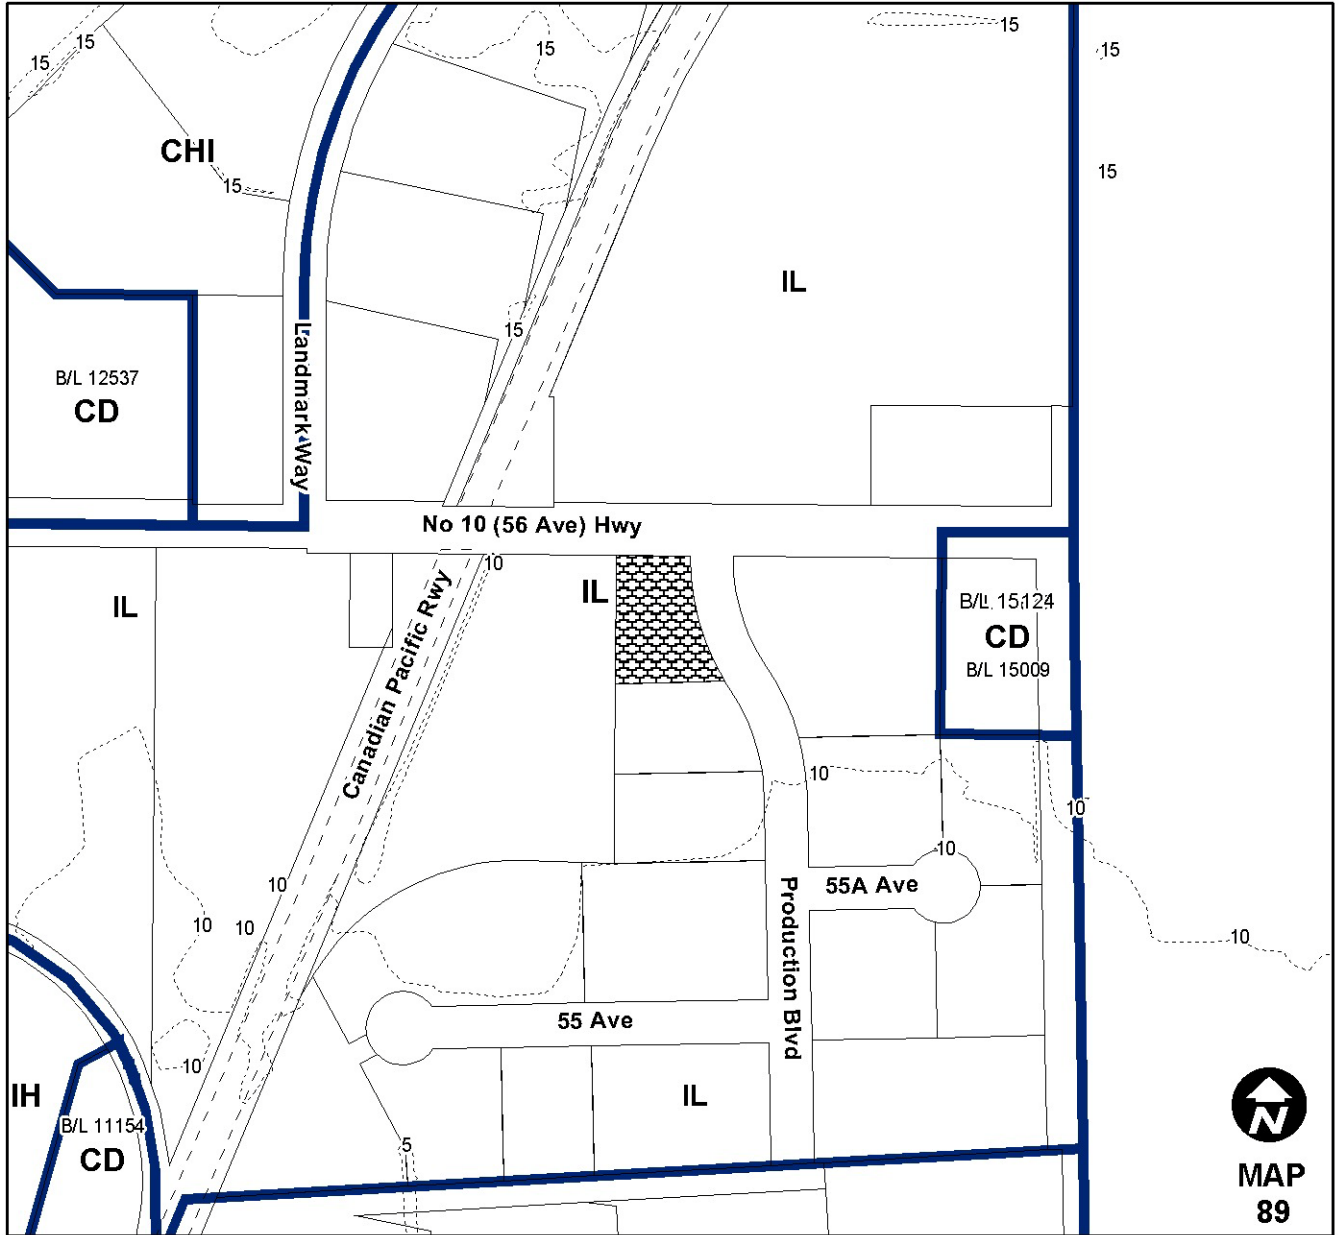 15
15
15
15
15
CHI
15
15
15
IL
15
Landmark Way
B/L 12537
CD
No 10 (56 Ave) Hwy
10
IL
IL
Canadian Pacific Rwy
B/L 15124
CD
B/L 15009
10
10
10
10
55A Ave
10
10
10
Production Blvd
10
55 Ave
10
IH
B/L 11154
CD
IL
5
N
MAP
89